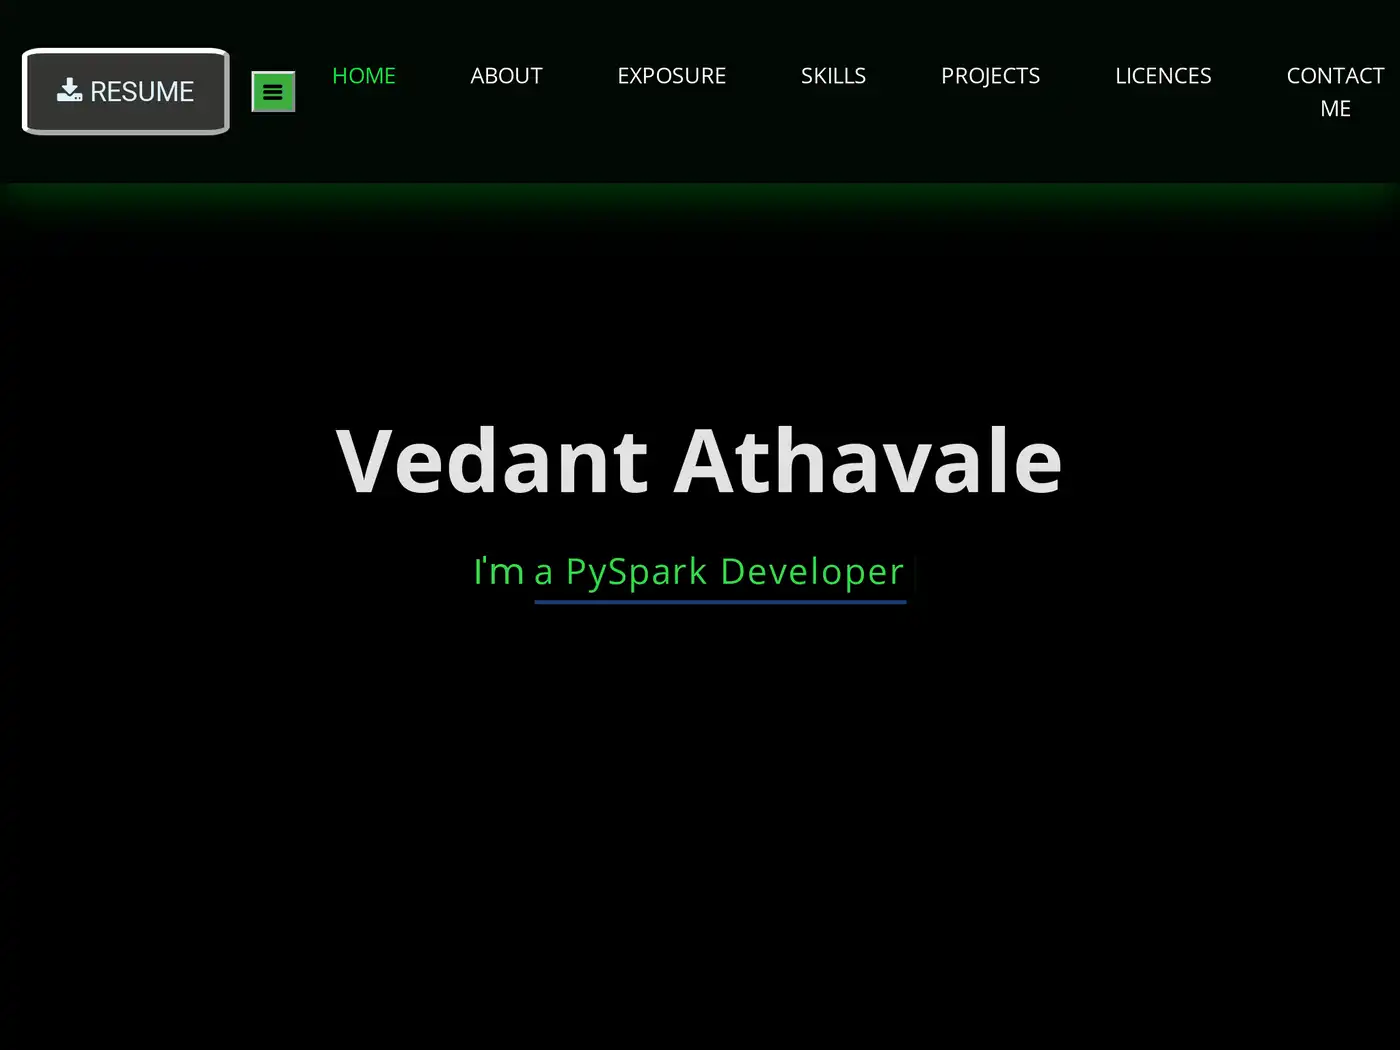 RESUME
HOME
ABOUT
EXPOSURE
SKILLS
PROJECTS
LICENCES
CONTACT
ME
Vedant Athavale
I'm a PySpark Developer